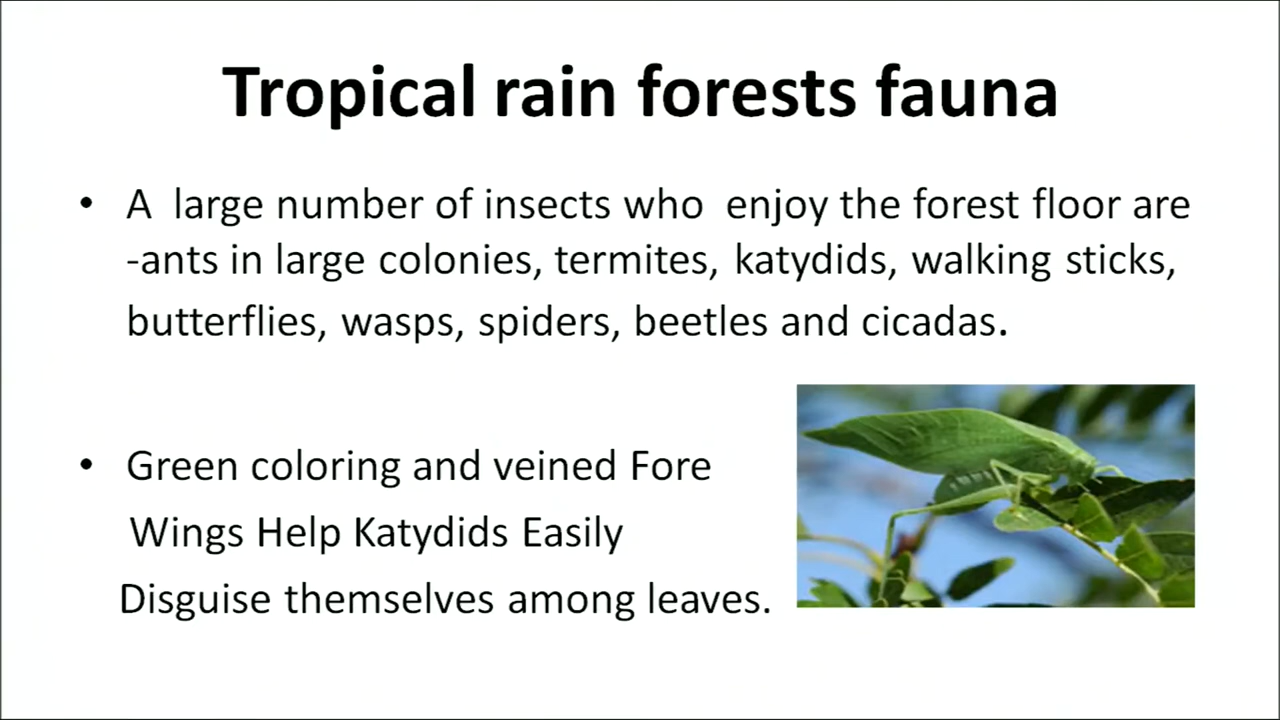 Tropical rain forests fauna
• A large number of insects who enjoy the forest floor are
-ants in large colonies, termites, katydids, walking sticks,
butterflies, wasps, spiders, beetles and cicadas.
• Green coloring and veined Fore
Wings Help Katydids Easily
Disguise themselves among leaves.